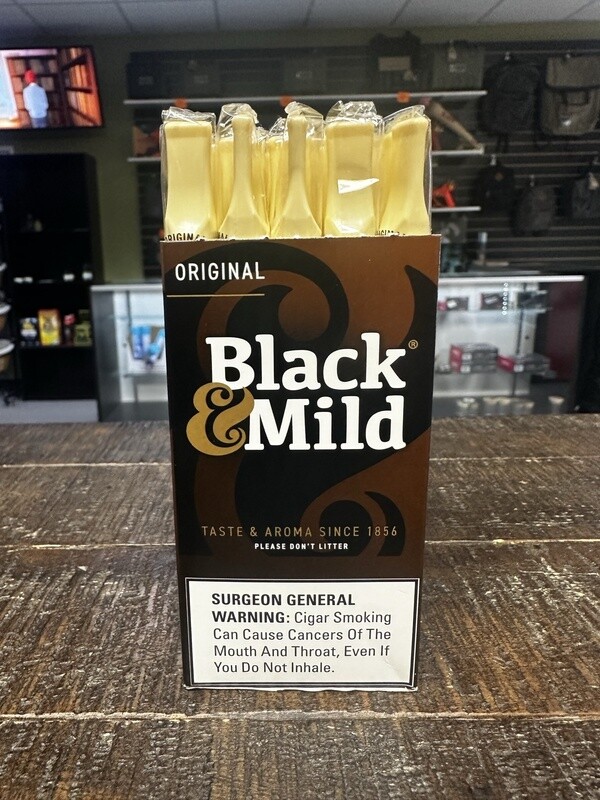 ORIGINAL
Black®
& Mild
TASTE & AROMA SINCE 1856
PLEASE DON'T LITTER
SURGEON GENERAL
WARNING: Cigar Smoking
Can Cause Cancers Of The
Mouth And Throat, Even If
You Do Not Inhale.